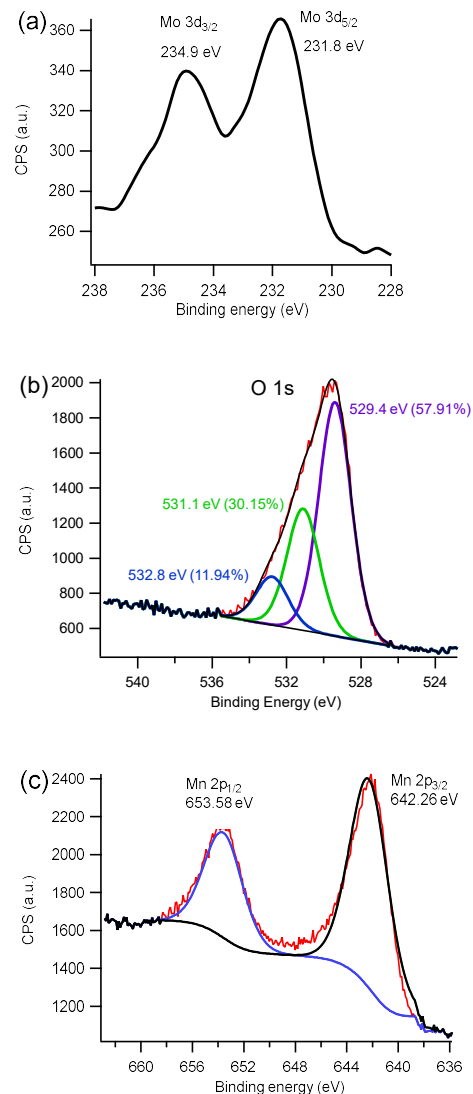 (a)
Mo 3d3/2
234.9 eV
Mo 3d5/2
231.8 eV
CPS (a.u.)
360
340
320
300
280
260
238
236
234
232
230
228
Binding energy (eV)
(b)
O 1s
529.4 eV (57.91%)
531.1 eV (30.15%)
532.8 eV (11.94%)
CPS (a.u.)
2000
1800
1600
1400
1200
1000
800
600
540
536
532
528
524
Binding Energy (eV)
(c)
Mn 2p1/2
653.58 eV
Mn 2p3/2
642.26 eV
CPS (a.u.)
2400
2200
2000
1800
1600
1400
1200
660
656
652
648
644
640
636
Binding energy (eV)